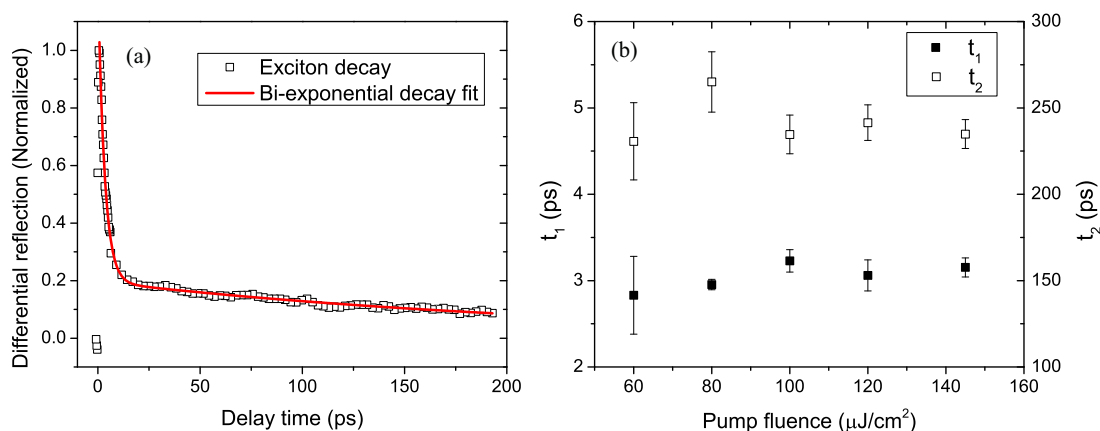 (a)
Exciton decay
Bi-exponential decay fit
Differential reflection (Normalized)
1.0
0.8
0.6
0.4
0.2
0.0
0 50 100 150 200
Delay time (ps)
(b)
t₁
t₂
t₁ (ps)
6
5
4
3
2
300
250
200
150
100
t₂ (ps)
60 80 100 120 140 160
Pump fluence (μJ/cm²)